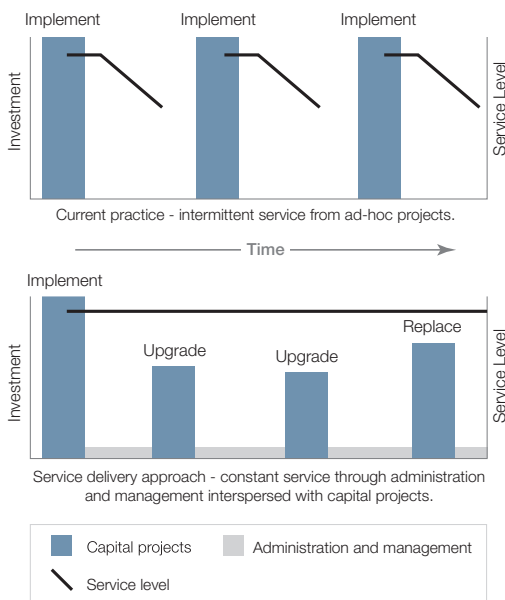 Implement Implement Implement
Investment
Service Level
Current practice - intermittent service from ad-hoc projects.
Time
Implement
Upgrade
Upgrade
Replace
Investment
Service Level
Service delivery approach - constant service through administration
and management interspersed with capital projects.
Capital projects
Administration and management
Service level